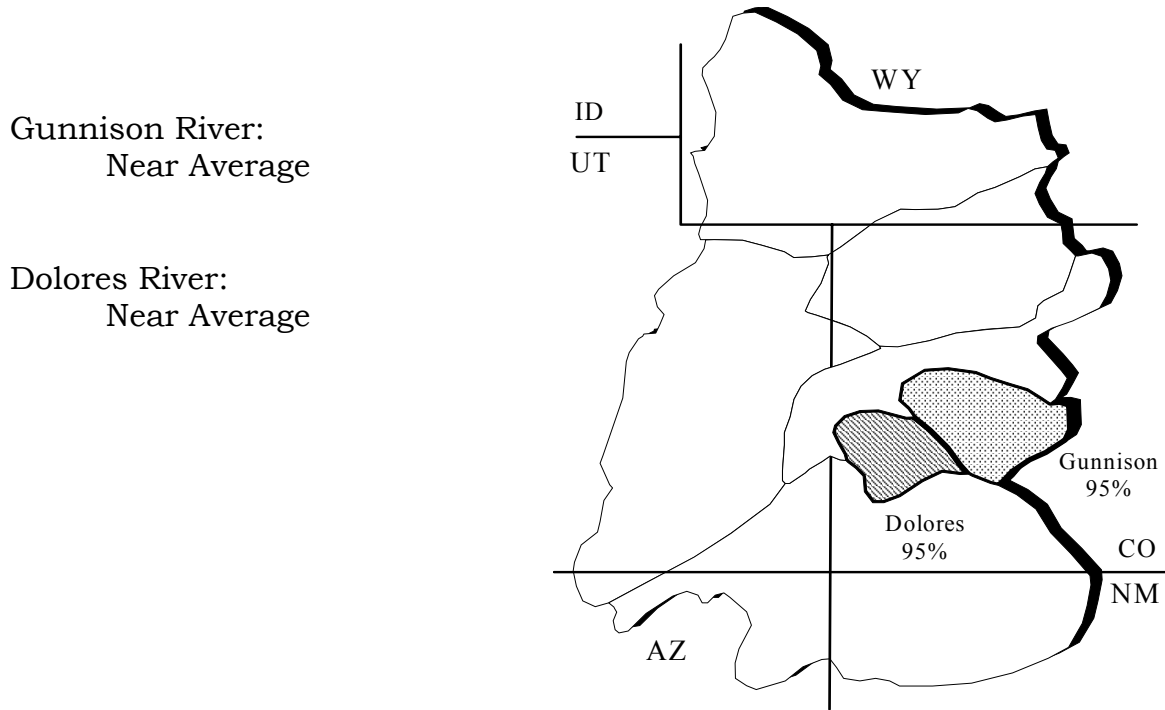 Gunnison River:
Near Average
Dolores River:
Near Average
WY
ID
UT
Gunnison
95%
Dolores
95%
CO
NM
AZ